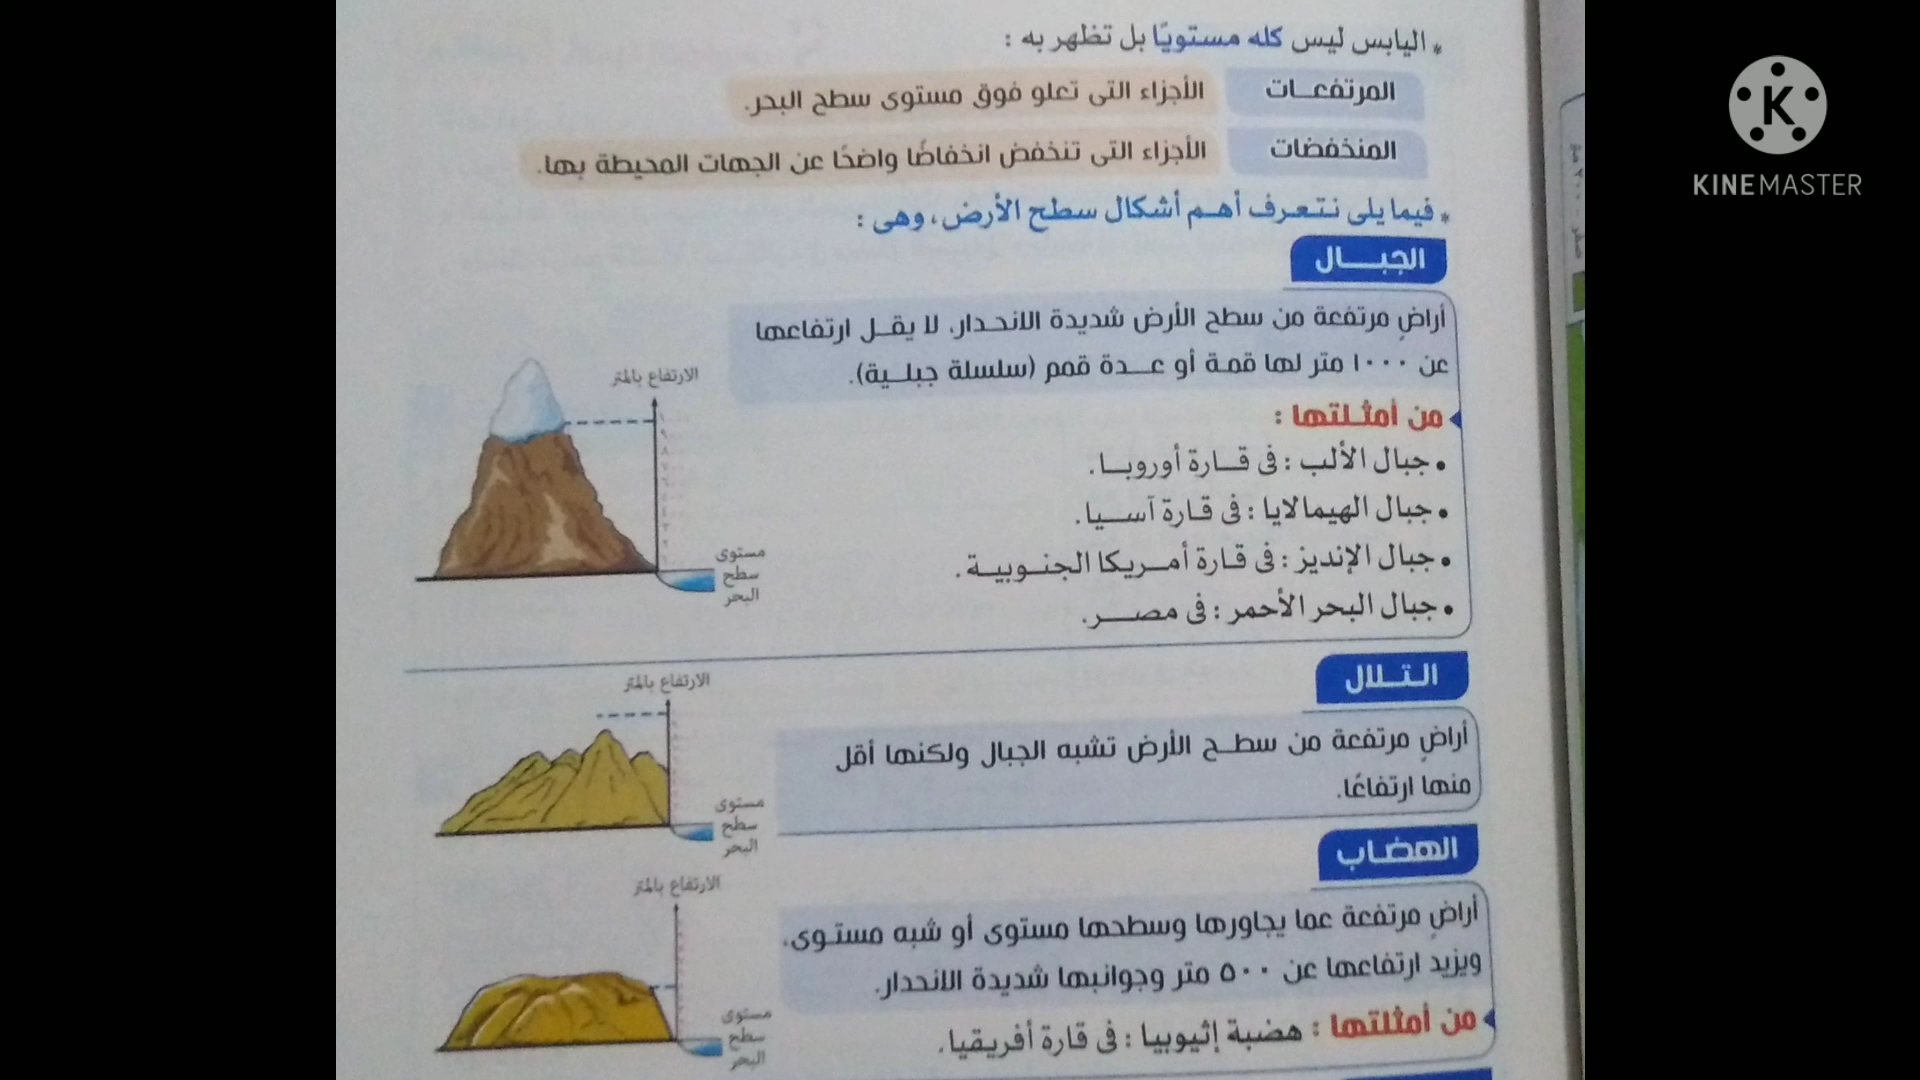 * اليابس ليس كله مستويًا بل تظهر به :
المرتفعات الأجزاء التى تعلو فوق مستوى سطح البحر.
المنخفضات الأجزاء التى تنخفض انخفاضًا واضحًا عن الجهات المحيطة بها.
* فيما يلى نتعرف أهم أشكال سطح الأرض، وهى :
الجبال
أراضٍ مرتفعة من سطح الأرض شديدة الانحدار، لا يقل ارتفاعها
عن ١٠٠٠ متر لها قمة أو عدة قمم (سلسلة جبلية).
من أمثلتها :
• جبال الألب : فى قارة أوروبا.
• جبال الهيمالايا : فى قارة آسيا.
• جبال الإنديز : فى قارة أمريكا الجنوبية.
• جبال البحر الأحمر : فى مصر.
الارتفاع بالمتر
مستوى
سطح
البحر
التلال
أراضٍ مرتفعة من سطح الأرض تشبه الجبال ولكنها أقل
منها ارتفاعًا.
الارتفاع بالمتر
مستوى
سطح
البحر
الهضاب
أراضٍ مرتفعة عما يجاورها وسطحها مستوى أو شبه مستوى،
ويزيد ارتفاعها عن ٥٠٠ متر وجوانبها شديدة الانحدار.
من أمثلتها : هضبة إثيوبيا : فى قارة أفريقيا.
الارتفاع بالمتر
مستوى
سطح
البحر
K
KINEMASTER